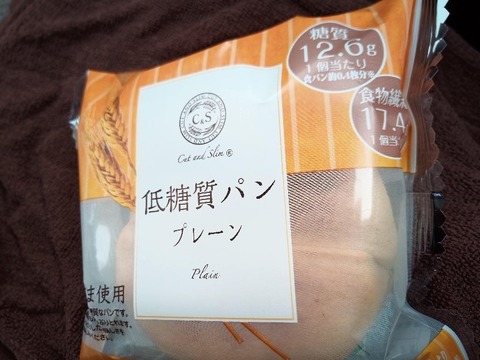 糖質
12.6g
1個当たり
食パン約0.4枚分※
食物繊維
17.4
1個当
C&S
Cut and Slim®
低糖質パン
プレーン
Plain
ま使用